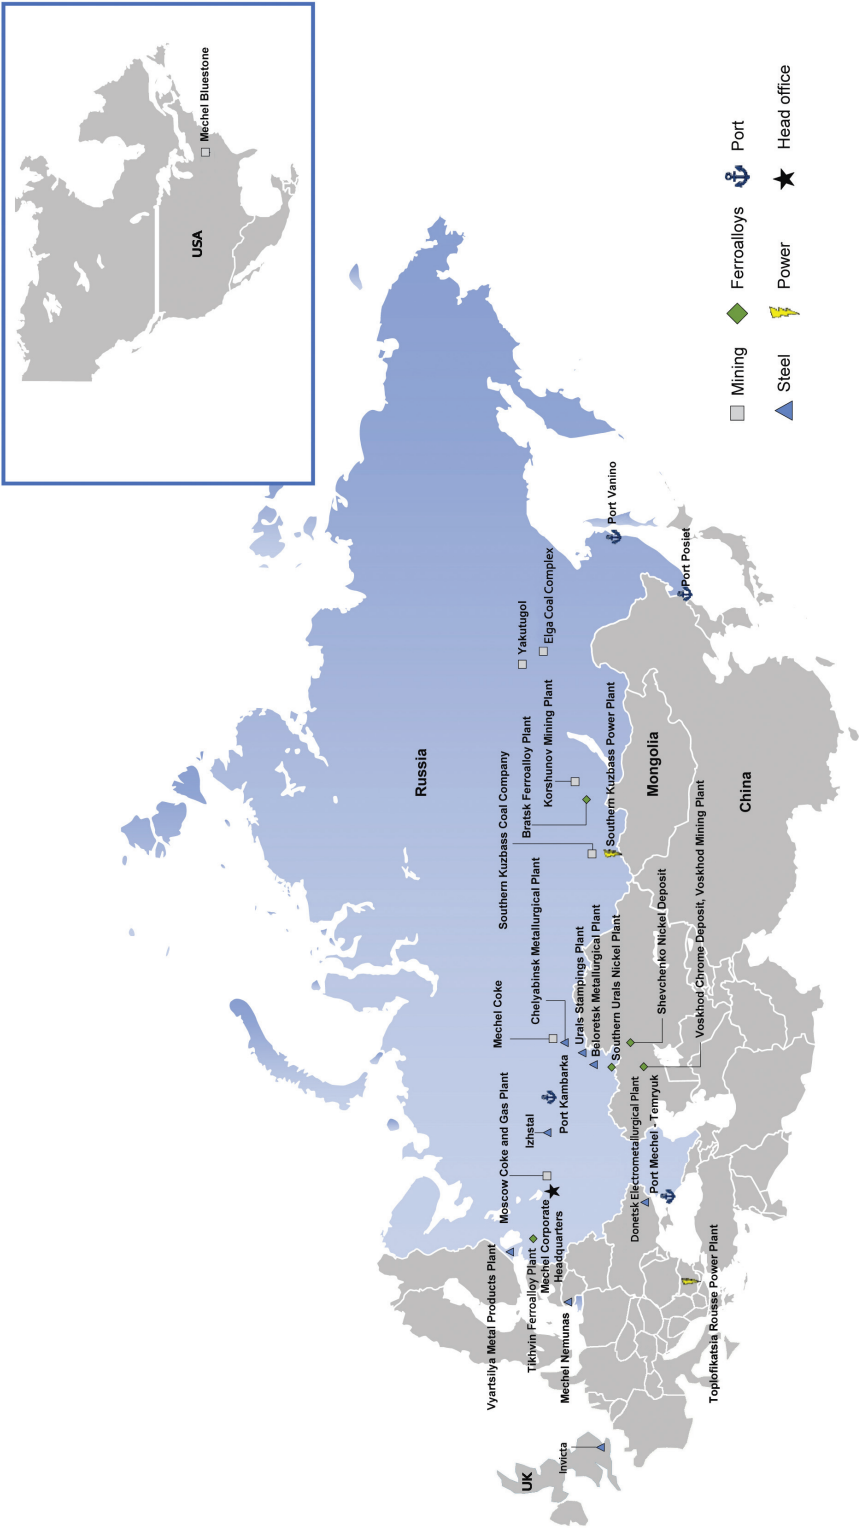 Mechel Bluestone
USA
Mining
Ferroalloys
Port
Steel
Power
Head office
Russia
Mongolia
China
UK
Port Vanino
Port Posiet
Yakutugol
Elga Coal Complex
Korshunov Mining Plant
Bratsk Ferroalloy Plant
Southern Kuzbass Coal Company
Southern Kuzbass Power Plant
Chelyabinsk Metallurgical Plant
Mechel Coke
Urals Stampings Plant
Beloretsk Metallurgical Plant
Southern Urals Nickel Plant
Shevchenko Nickel Deposit
Voskhod Chrome Deposit, Voskhod Mining Plant
Port Kambarka
Izhstal
Moscow Coke and Gas Plant
Donetsk Electrometallurgical Plant
Port Mechel - Temryuk
Mechel Corporate
Headquarters
Tikhvin Ferroalloy Plant
Vyartsilya Metal Products Plant
Mechel Nemunas
Toplofikatsia Rousse Power Plant
Invicta